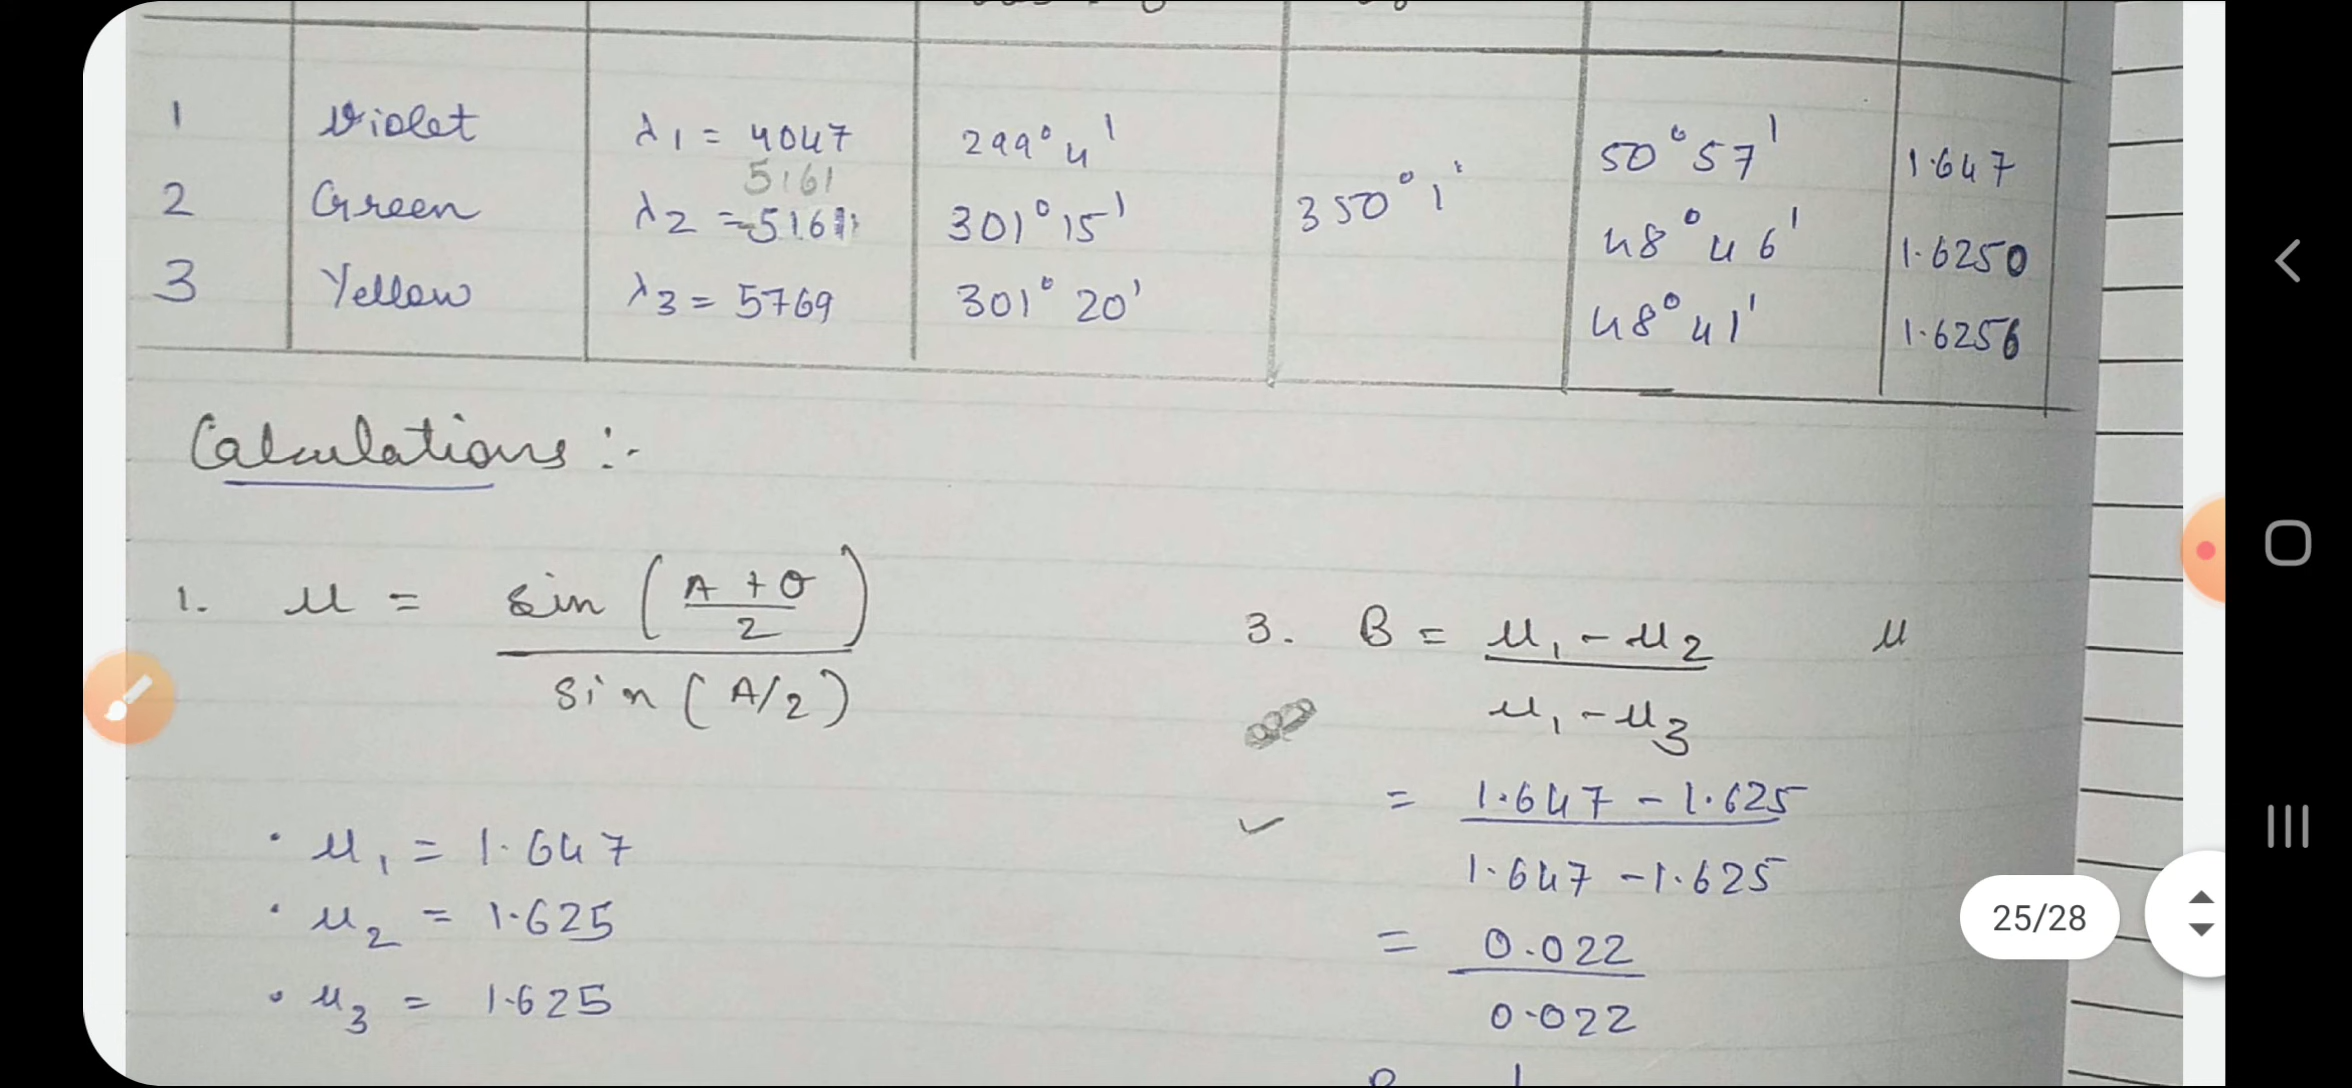 1 Violet λ1 = 4047 299°4' 50°57' 1.647
5161
2 Green λ2 = 5161 301°15' 350°1' 48°46' 1.6250
3 Yellow λ3 = 5769 301°20' 48°41' 1.6256
Calculations :-
1. μ = sin (A + θ
2)
sin (A/2)
3. B = μ1 - μ2 μ
μ1 - μ3
= 1.647 - 1.625
1.647 - 1.625
= 0.022
0.022
• μ1 = 1.647
• μ2 = 1.625
• μ3 = 1.625
25/28